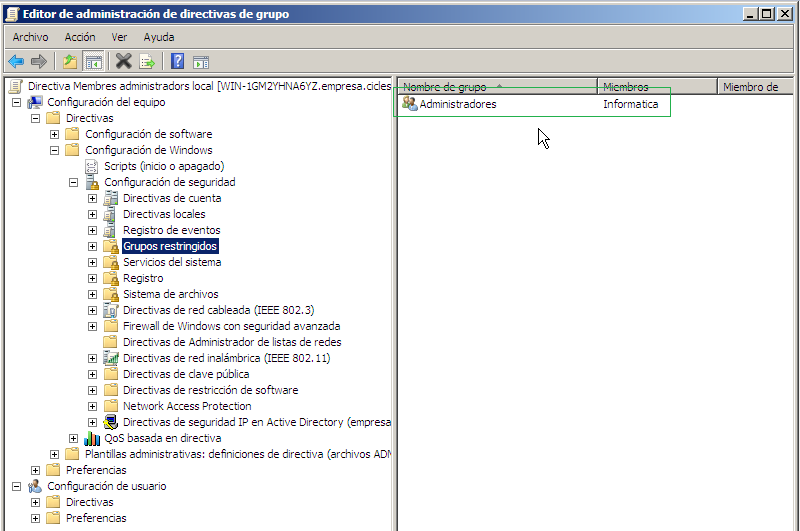 Editor de administración de directivas de grupo
Archivo Acción Ver Ayuda
Directiva Membres administradors local [WIN-1GM2YHNA6YZ.empresa.cicles
Configuración del equipo
Directivas
Configuración de software
Configuración de Windows
Scripts (inicio o apagado)
Configuración de seguridad
Directivas de cuenta
Directivas locales
Registro de eventos
Grupos restringidos
Servicios del sistema
Registro
Sistema de archivos
Directivas de red cableada (IEEE 802.3)
Firewall de Windows con seguridad avanzada
Directivas de Administrador de listas de redes
Directivas de red inalámbrica (IEEE 802.11)
Directivas de clave pública
Directivas de restricción de software
Network Access Protection
Directivas de seguridad IP en Active Directory (empresa
QoS basada en directiva
Plantillas administrativas: definiciones de directiva (archivos ADM
Preferencias
Configuración de usuario
Directivas
Preferencias
Nombre de grupo Miembros Miembro de
Administradores Informatica